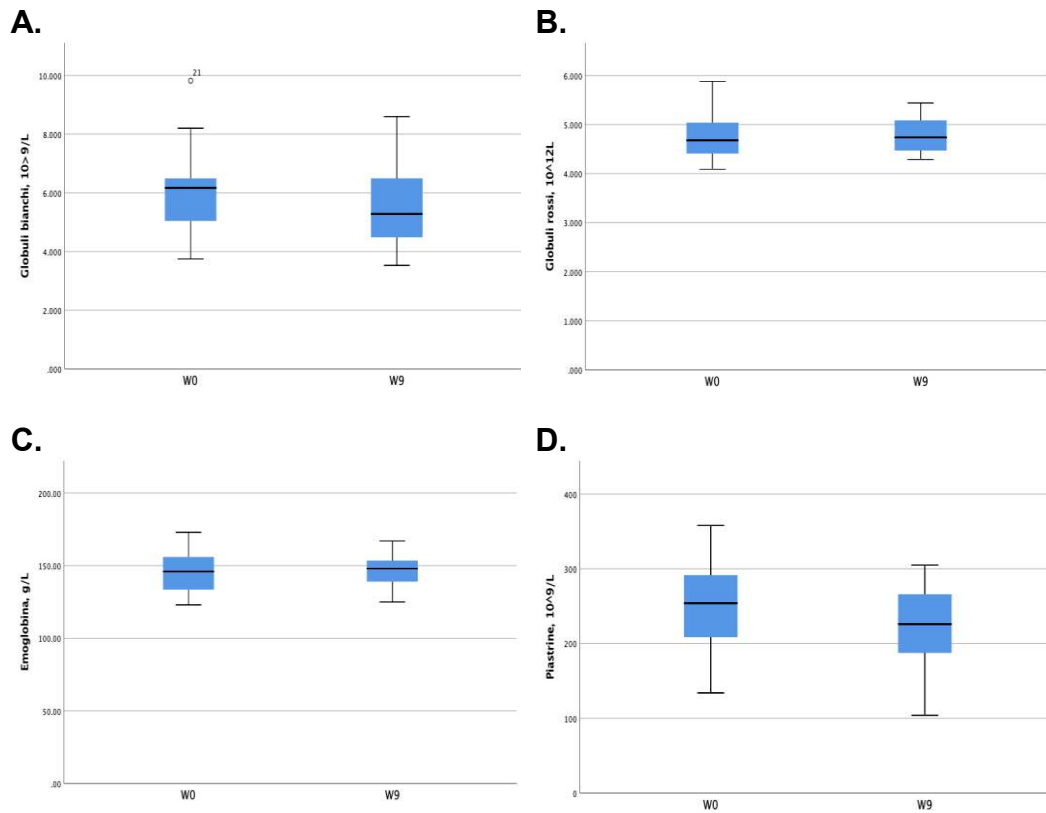 A.
Globuli bianchi, 10> 9/L
10.000
8.000
6.000
4.000
2.000
.000
21
W0
W9
B.
Globuli rossi, 10^12L
6.000
5.000
4.000
3.000
2.000
1.000
.000
W0
W9
C.
Emoglobina, g/L
200.00
150.00
100.00
50.00
.00
W0
W9
D.
Piastrine, 10^9/L
400
300
200
100
0
W0
W9